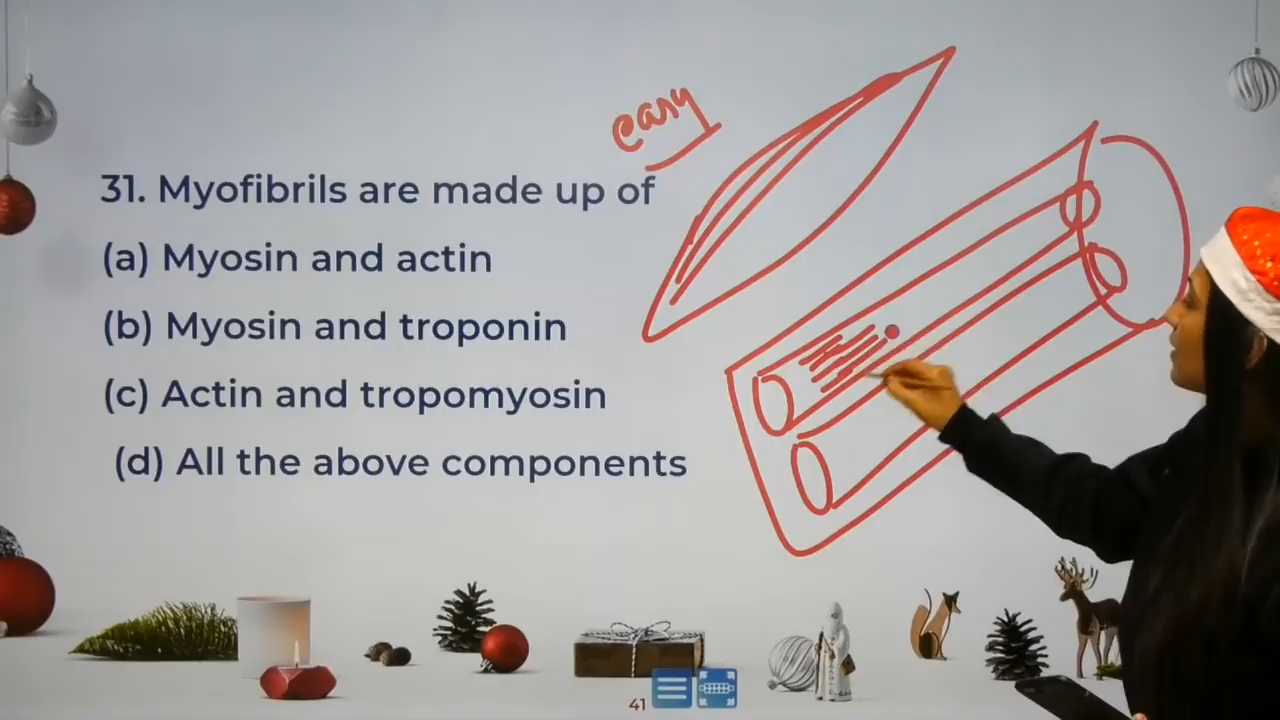 easy
31. Myofibrils are made up of
(a) Myosin and actin
(b) Myosin and troponin
(c) Actin and tropomyosin
(d) All the above components
41